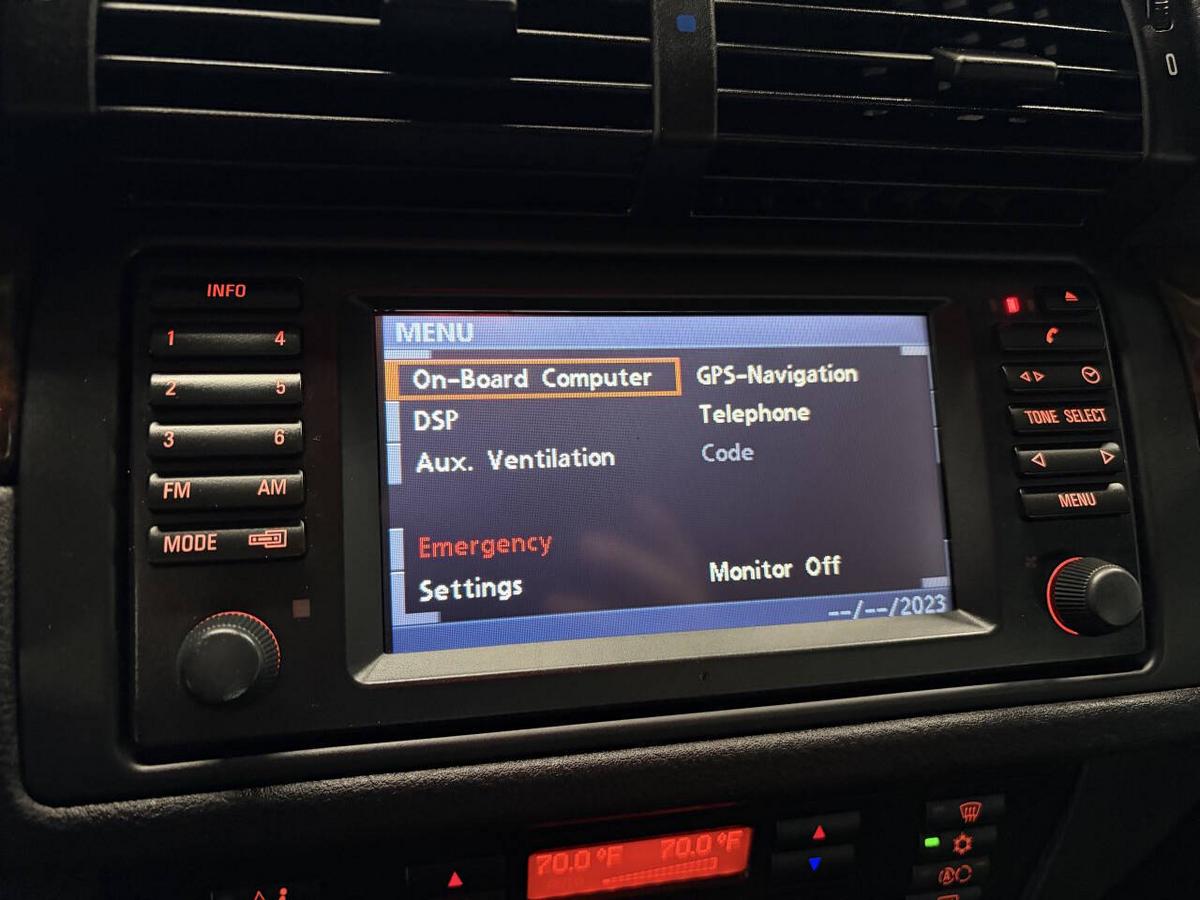 INFO
1 4
2 5
3 6
FM AM
MODE
MENU
On-Board Computer GPS-Navigation
DSP Telephone
Aux. Ventilation Code
Emergency
Settings Monitor Off
--/--/2023
TONE SELECT
MENU
70.0 °F 70.0 °F
A
0